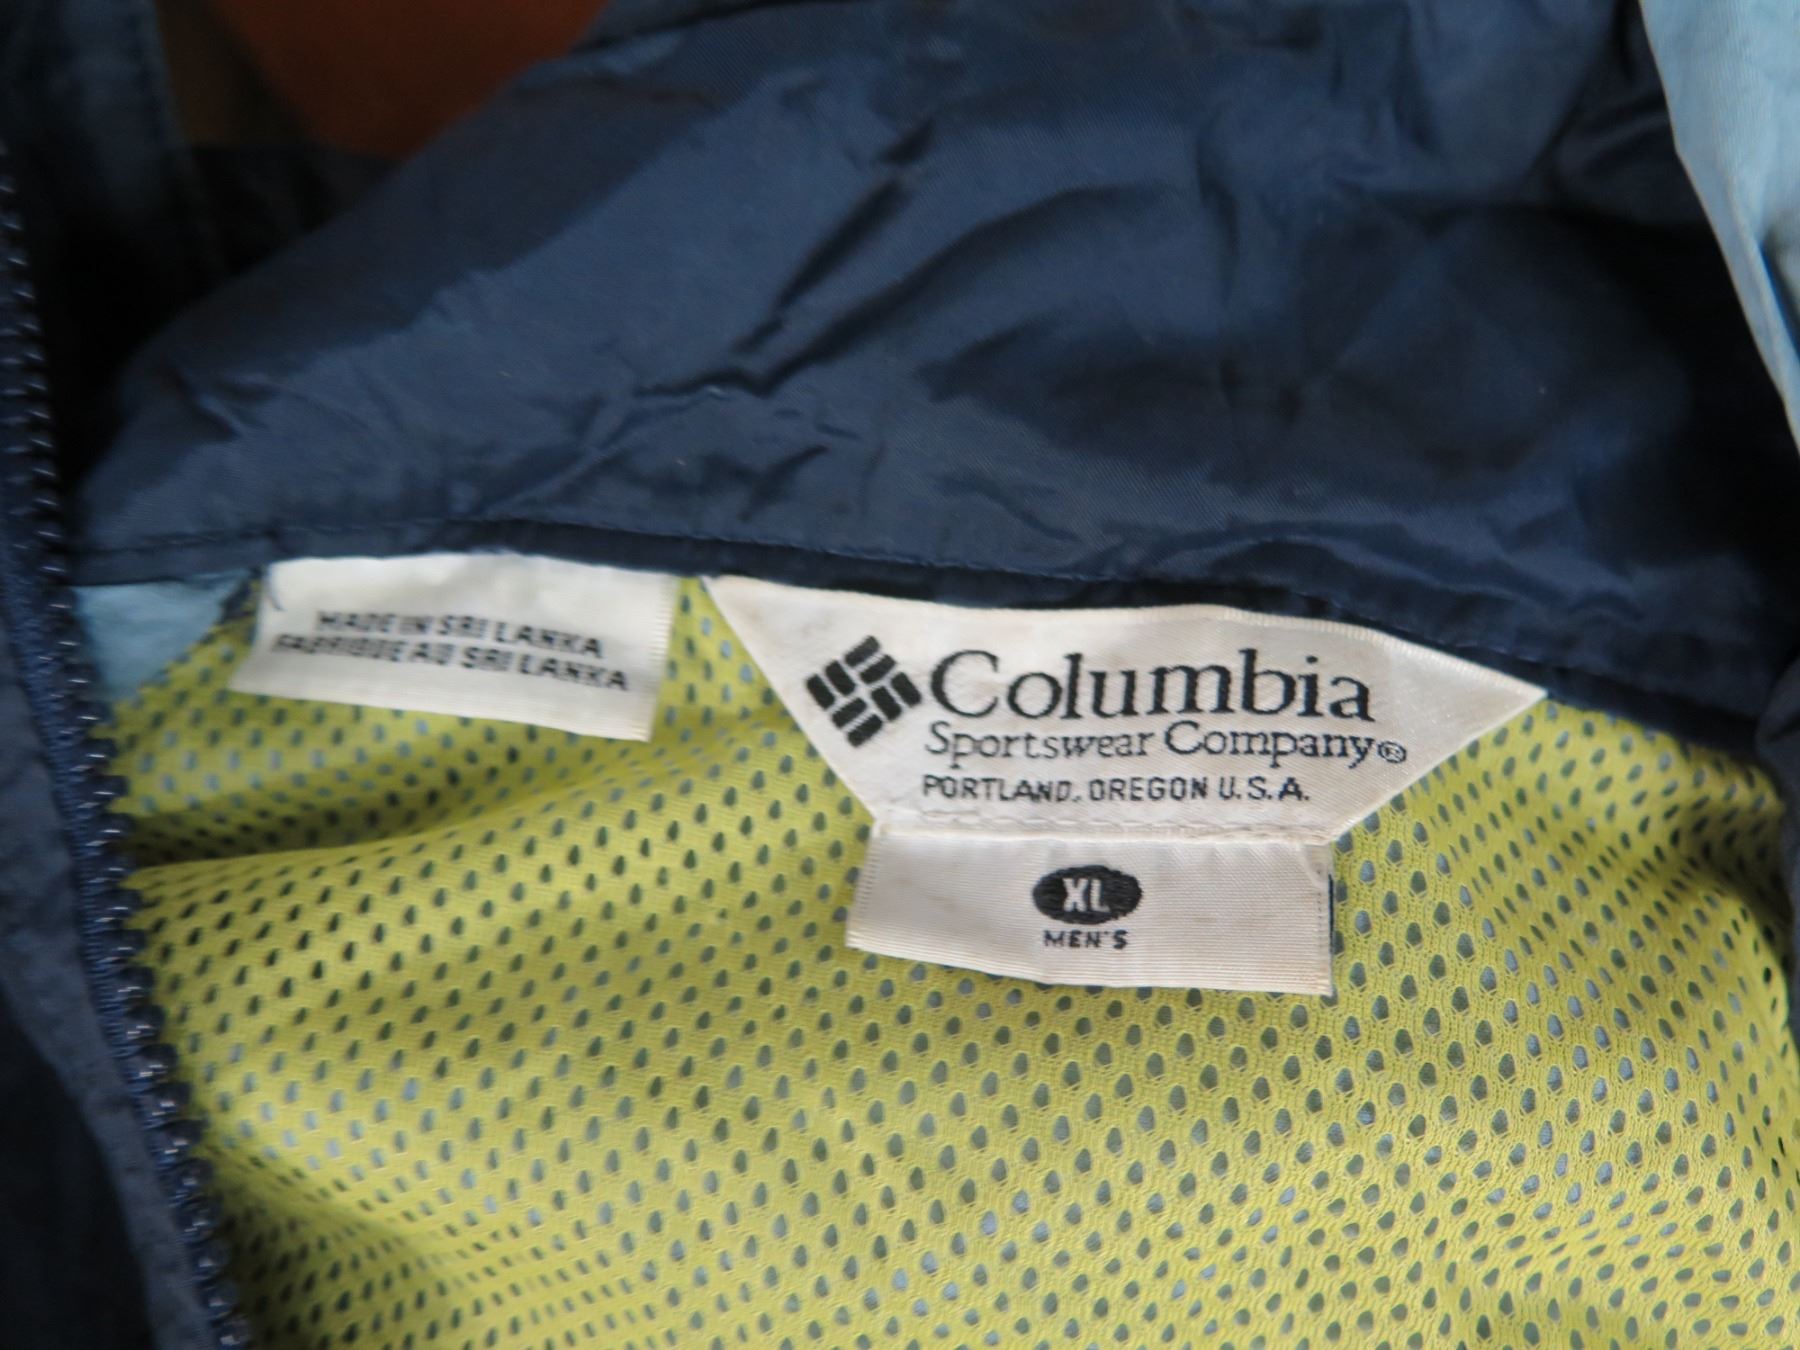 MADE IN SRI LANKA
FABRIQUE AU SRI LANKA
Columbia
Sportswear Company®
PORTLAND, OREGON U.S.A.
XL
MEN'S